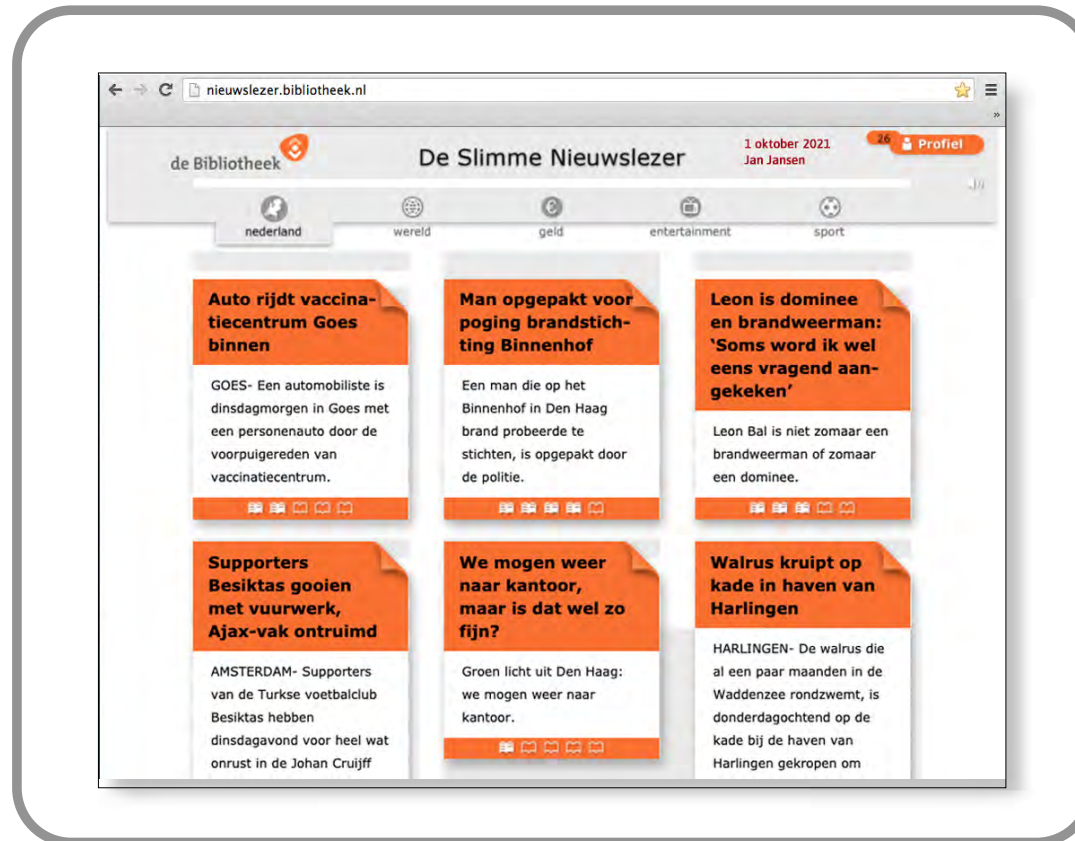 nieuwslezer.bibliotheek.nl
»
de Bibliotheek
De Slimme Nieuwslezer
1 oktober 2021
Jan Jansen
26
Profiel
nederland
wereld
geld
entertainment
sport
Auto rijdt vaccina-
tiecentrum Goes
binnen
GOES- Een automobiliste is
dinsdagmorgen in Goes met
een personenauto door de
voorpuigereden van
vaccinatiecentrum.
Man opgepakt voor
poging brandstich-
ting Binnenhof
Een man die op het
Binnenhof in Den Haag
brand probeerde te
stichten, is opgepakt door
de politie.
Leon is dominee
en brandweerman:
‘Soms word ik wel
eens vragend aan-
gekeken’
Leon Bal is niet zomaar een
brandweerman of zomaar
een dominee.
Supporters
Besiktas gooien
met vuurwerk,
Ajax-vak ontruimd
AMSTERDAM- Supporters
van de Turkse voetbalclub
Besiktas hebben
dinsdagavond voor heel wat
onrust in de Johan Cruijff
We mogen weer
naar kantoor,
maar is dat wel zo
fijn?
Groen licht uit Den Haag:
we mogen weer naar
kantoor.
Walrus kruipt op
kade in haven van
Harlingen
HARLINGEN- De walrus die
al een paar maanden in de
Waddenzee rondzwemt, is
donderdagochtend op de
kade bij de haven van
Harlingen gekropen om